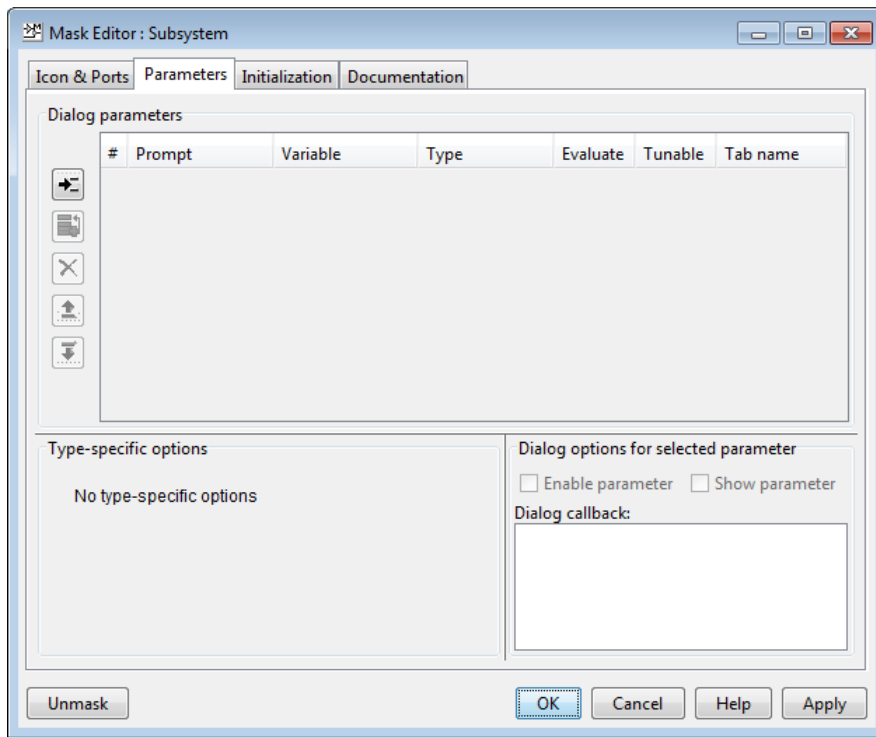 Mask Editor : Subsystem
Icon & Ports Parameters Initialization Documentation
Dialog parameters
# Prompt Variable Type Evaluate Tunable Tab name
Type-specific options
No type-specific options
Dialog options for selected parameter
Enable parameter Show parameter
Dialog callback:
Unmask OK Cancel Help Apply